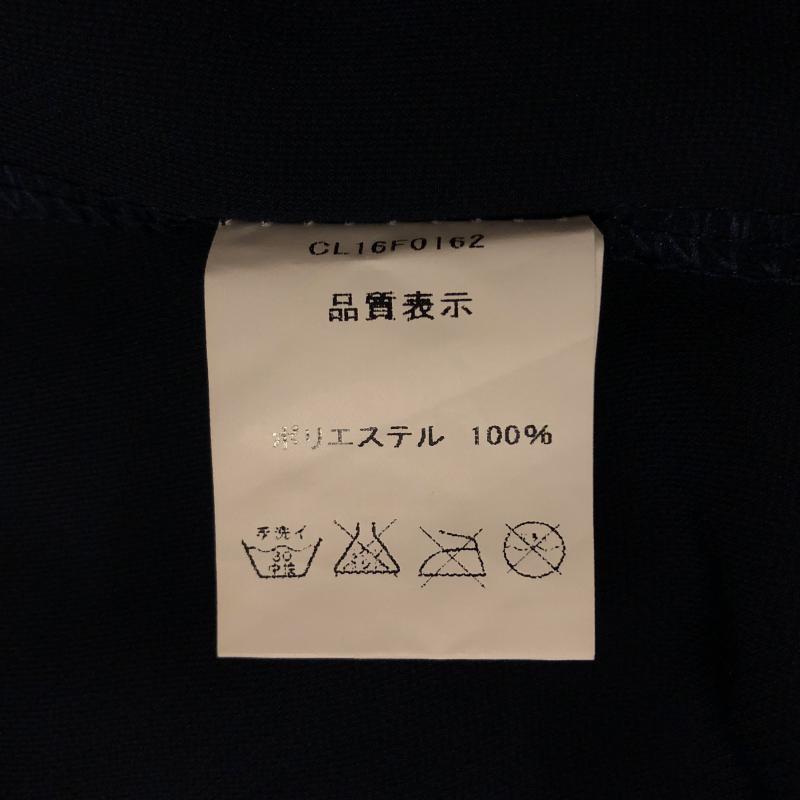 CL16F0162
品質表示
ポリエステル 100%
手洗イ
30
中性